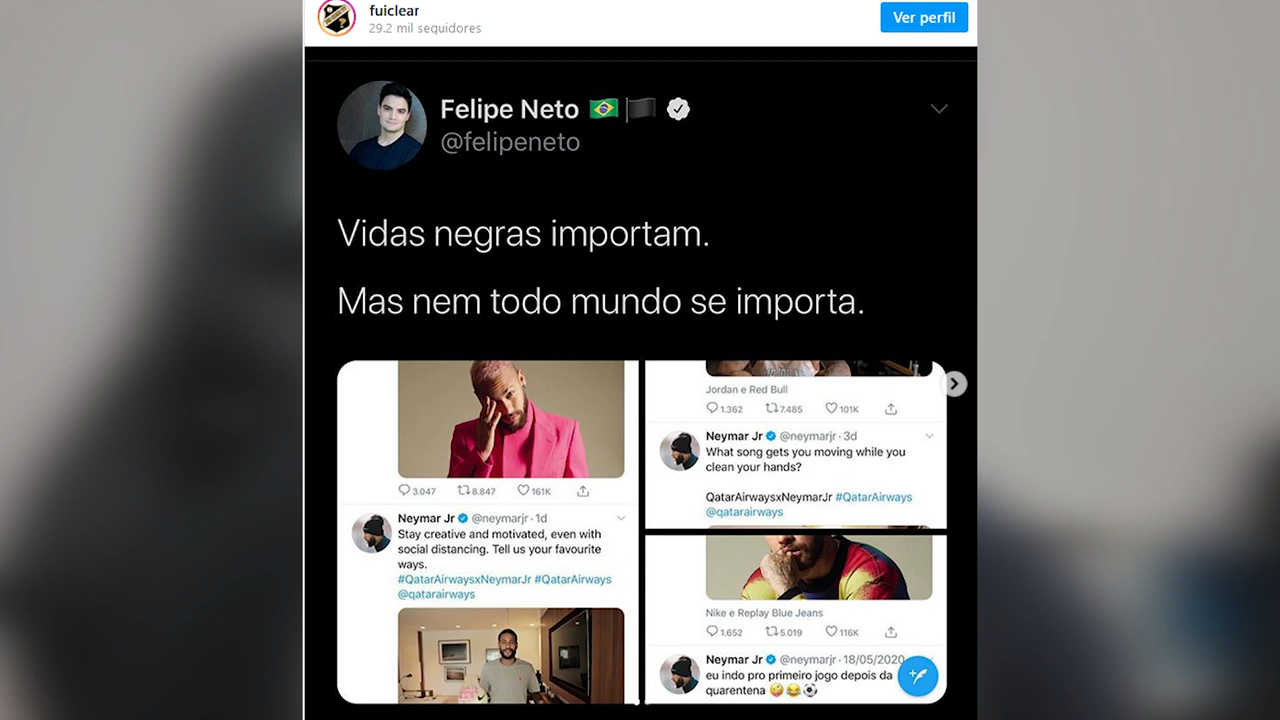 fuiclear
29.2 mil seguidores
Ver perfil
Felipe Neto
@felipeneto
Vidas negras importam.
Mas nem todo mundo se importa.
3.047 8.847 161K
Neymar Jr @neymarjr · 1d
Stay creative and motivated, even with
social distancing. Tell us your favourite
ways.
#QatarAirwaysxNeymarJr #QatarAirways
@qatarairways
Jordan e Red Bull
1.362 7.485 101K
Neymar Jr @neymarjr · 3d
What song gets you moving while you
clean your hands?
QatarAirwaysxNeymarJr #QatarAirways
@qatarairways
Nike e Replay Blue Jeans
1.652 5.019 116K
Neymar Jr @neymarjr · 18/05/2020
eu indo pro primeiro jogo depois da
quarentena 🤪😂⚽